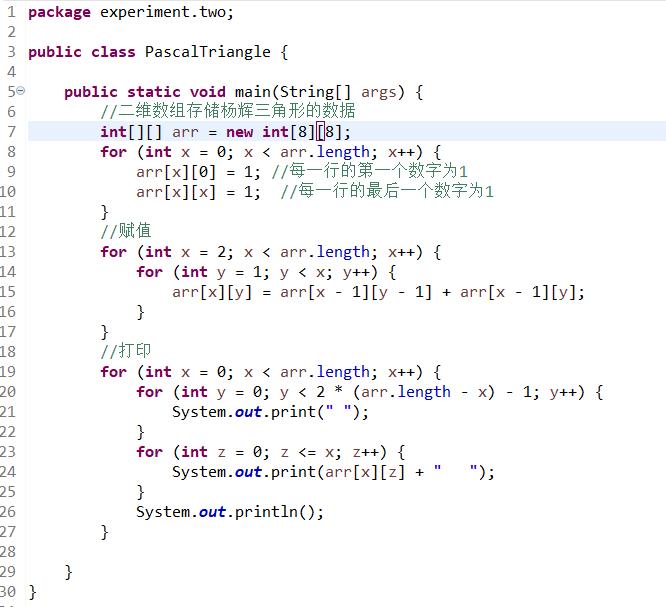 1 package experiment.two;
2
3 public class PascalTriangle {
4
5     public static void main(String[] args) {
6         //二维数组存储杨辉三角形的数据
7         int[][] arr = new int[8][8];
8         for (int x = 0; x < arr.length; x++) {
9             arr[x][0] = 1; //每一行的第一个数字为1
10             arr[x][x] = 1;  //每一行的最后一个数字为1
11         }
12         //赋值
13         for (int x = 2; x < arr.length; x++) {
14             for (int y = 1; y < x; y++) {
15                 arr[x][y] = arr[x - 1][y - 1] + arr[x - 1][y];
16             }
17         }
18         //打印
19         for (int x = 0; x < arr.length; x++) {
20             for (int y = 0; y < 2 * (arr.length - x) - 1; y++) {
21                 System.out.print(" ");
22             }
23             for (int z = 0; z <= x; z++) {
24                 System.out.print(arr[x][z] + "   ");
25             }
26             System.out.println();
27         }
28
29     }
30 }